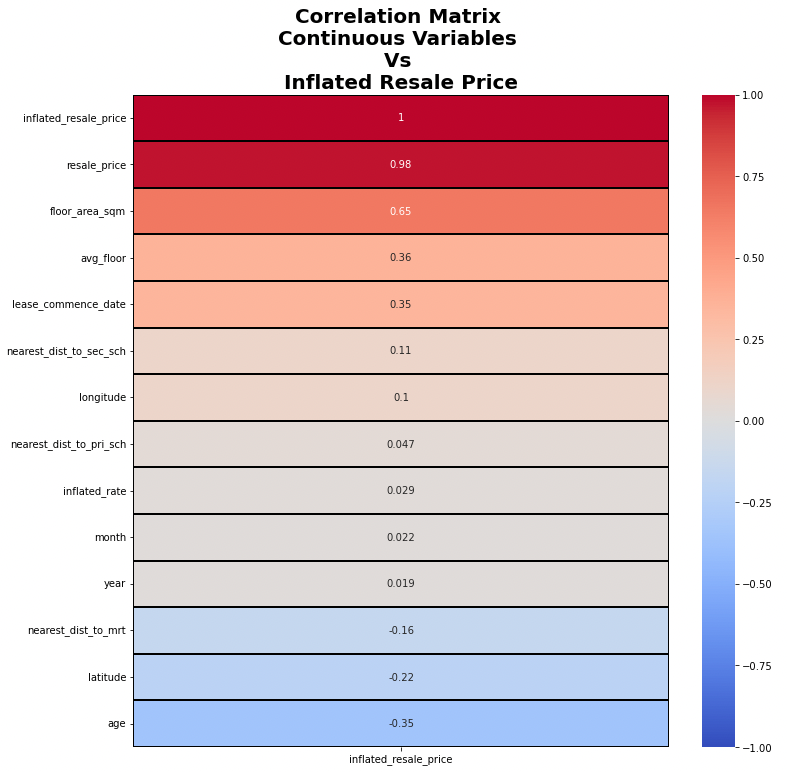 Correlation Matrix
Continuous Variables
Vs
Inflated Resale Price
inflated_resale_price 1
resale_price 0.98
floor_area_sqm 0.65
avg_floor 0.36
lease_commence_date 0.35
nearest_dist_to_sec_sch 0.11
longitude 0.1
nearest_dist_to_pri_sch 0.047
inflated_rate 0.029
month 0.022
year 0.019
nearest_dist_to_mrt -0.16
latitude -0.22
age -0.35
inflated_resale_price
1.00
0.75
0.50
0.25
0.00
−0.25
−0.50
−0.75
−1.00